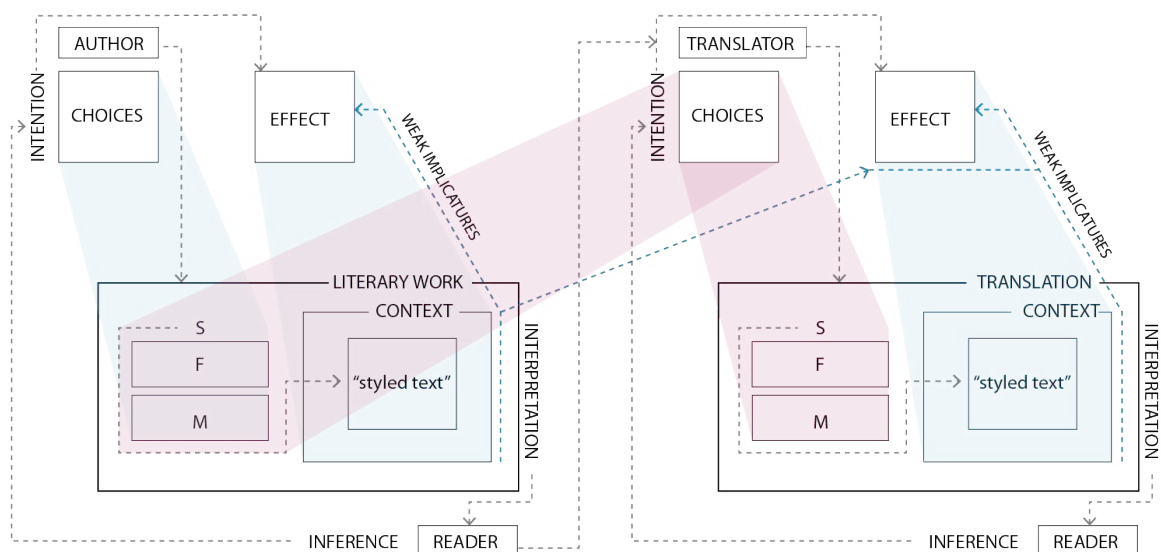 AUTHOR
INTENTION
CHOICES
EFFECT
WEAK IMPLICATURES
LITERARY WORK
CONTEXT
S
F
M
“styled text”
INTERPRETATION
INFERENCE
READER
TRANSLATOR
INTENTION
CHOICES
EFFECT
WEAK IMPLICATURES
TRANSLATION
CONTEXT
S
F
M
“styled text”
INTERPRETATION
INFERENCE
READER